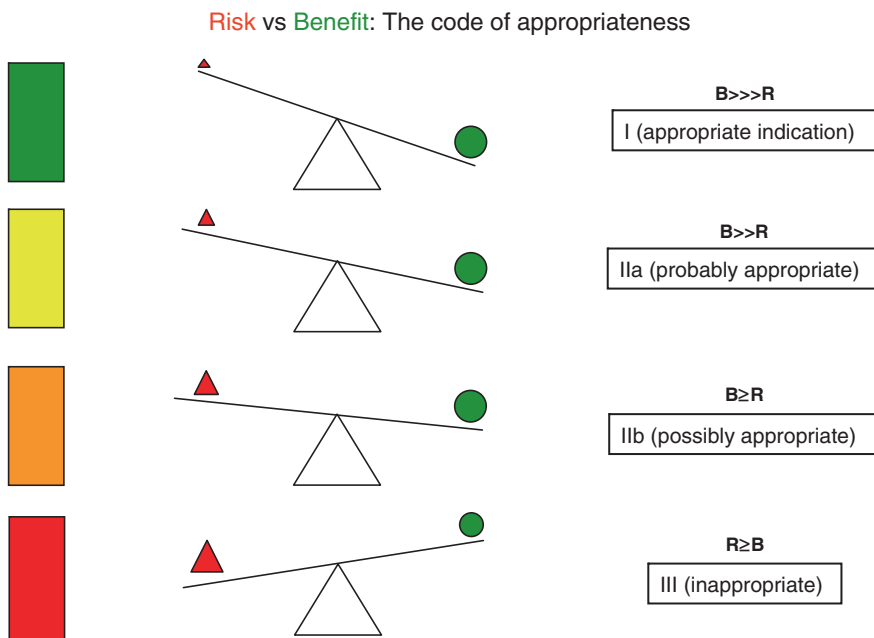 Risk vs Benefit: The code of appropriateness
B>>>R
I (appropriate indication)
B>>R
IIa (probably appropriate)
B≥R
IIb (possibly appropriate)
R≥B
III (inappropriate)